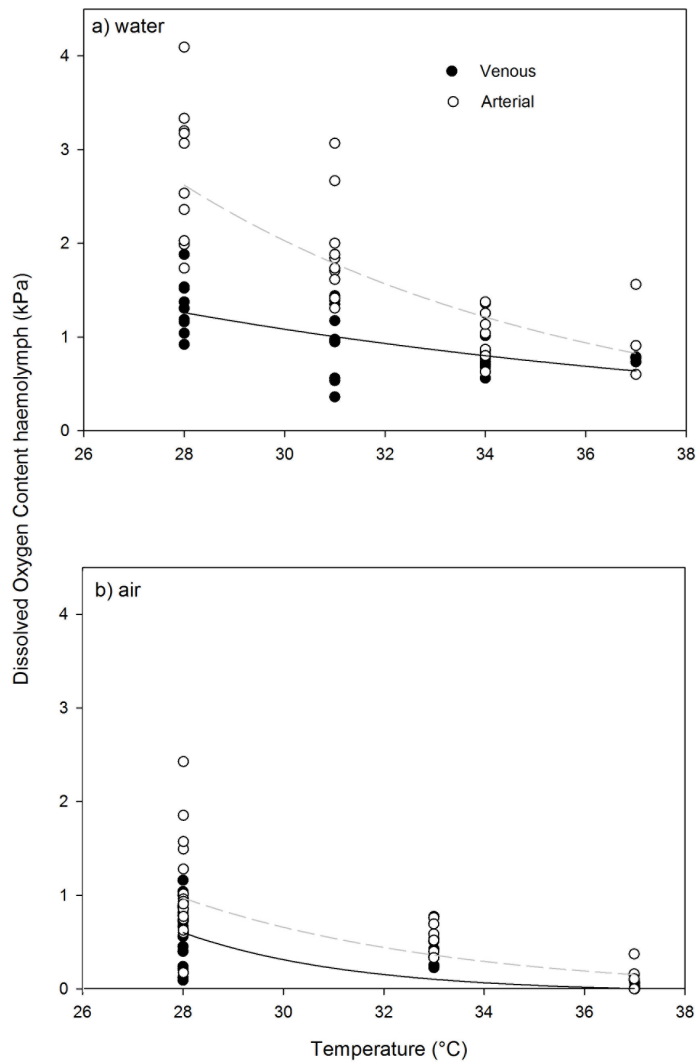 a) water
Venous
Arterial
4
3
2
1
0
26 28 30 32 34 36 38
Dissolved Oxygen Content haemolymph (kPa)
b) air
4
3
2
1
0
26 28 30 32 34 36 38
Temperature (°C)